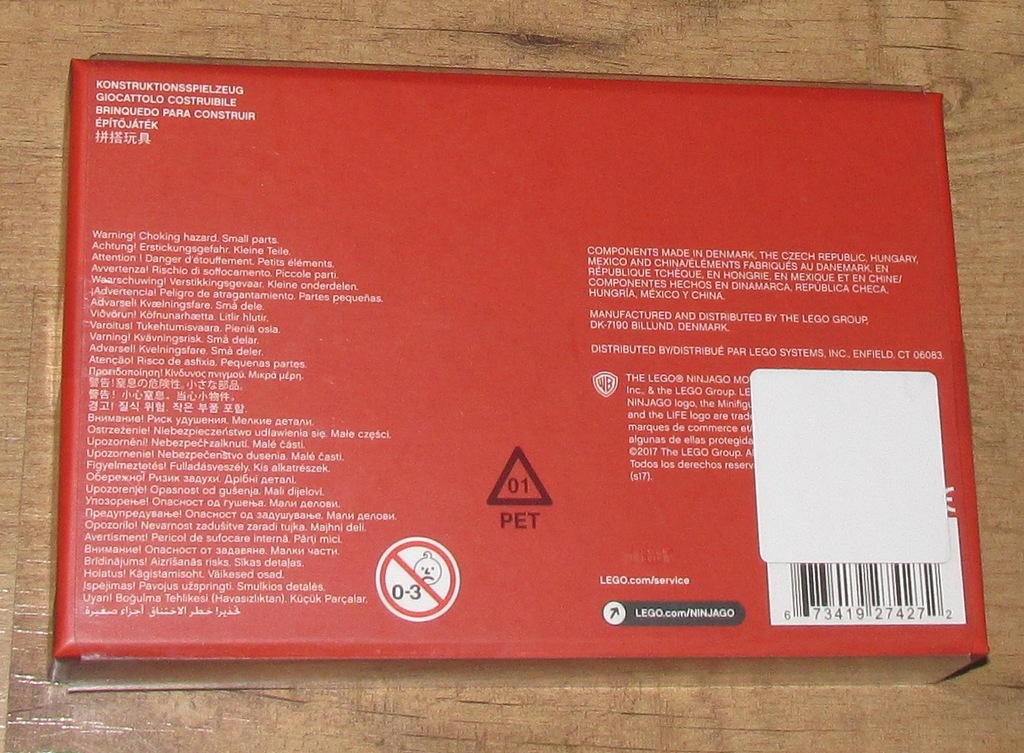 KONSTRUKTIONSSPIELZEUG
GIOCATTOLO COSTRUIBILE
BRINQUEDO PARA CONSTRUIR
ÉPÍTŐJÁTÉK
拼搭玩具
Warning! Choking hazard. Small parts.
Achtung! Erstickungsgefahr. Kleine Teile.
Attention ! Danger d'étouffement. Petits éléments.
Avvertenza! Rischio di soffocamento. Piccole parti.
Waarschuwing! Verstikkingsgevaar. Kleine onderdelen.
¡Advertencia! Peligro de atragantamiento. Partes pequeñas.
Advarsel! Kvælningsfare. Små dele.
Viðvörun! Köfnunarhætta. Litlir hlutir.
Varoitus! Tukehtumisvaara. Pieniä osia.
Varning! Kvävningsrisk. Små delar.
Advarsel! Kvelningsfare. Små deler.
Atenção! Risco de asfixia. Pequenas partes.
Προειδοποίηση! Κίνδυνος πνιγμού. Μικρά μέρη.
警告!窒息の危険性。小さな部品。
警告!小心窒息。当心小物件。
경고! 질식 위험. 작은 부품 포함.
Внимание! Риск удушения. Мелкие детали.
Ostrzeżenie! Niebezpieczeństwo udławienia się. Małe części.
Upozornění! Nebezpečí zalknutí. Malé části.
Upozornenie! Nebezpečenstvo dusenia. Malé časti.
Figyelmeztetés! Fulladásveszély. Kis alkatrészek.
Обережно! Ризик задухи. Дрібні деталі.
Upozorenje! Opasnost od gušenja. Mali dijelovi.
Упозорење! Опасност од гушења. Мали делови.
Предупредување! Опасност од задушување. Мали делови.
Opozorilo! Nevarnost zadušitve zaradi tujka. Majhni deli.
Avertisment! Pericol de sufocare internă. Părți mici.
Внимание! Опасност от задавяне. Малки части.
Brīdinājums! Aizrīšanās risks. Sīkas detaļas.
Hoiatus! Kägistamisoht. Väikesed osad.
Įspėjimas! Pavojus užspringti. Smulkios detalės.
Uyarı! Boğulma Tehlikesi (Havasızlıktan). Küçük Parçalar.
تحذير! خطر الاختناق أجزاء صغيرة
0-3
01
PET
COMPONENTS MADE IN DENMARK, THE CZECH REPUBLIC, HUNGARY,
MEXICO AND CHINA/ÉLÉMENTS FABRIQUÉS AU DANEMARK, EN
RÉPUBLIQUE TCHÈQUE, EN HONGRIE, EN MEXIQUE ET EN CHINE/
COMPONENTES HECHOS EN DINAMARCA, REPÚBLICA CHECA,
HUNGRÍA, MÉXICO Y CHINA.
MANUFACTURED AND DISTRIBUTED BY THE LEGO GROUP,
DK-7190 BILLUND, DENMARK.
DISTRIBUTED BY/DISTRIBUÉ PAR LEGO SYSTEMS, INC., ENFIELD, CT 06083.
WB
THE LEGO® NINJAGO MO
Inc., & the LEGO Group. LE
NINJAGO logo, the Minifigu
and the LIFE logo are trade
marques de commerce et/
algunas de ellas protegida
©2017 The LEGO Group. Al
Todos los derechos reserv
(s17).
LEGO.com/service
LEGO.com/NINJAGO
6 73419 27427 2